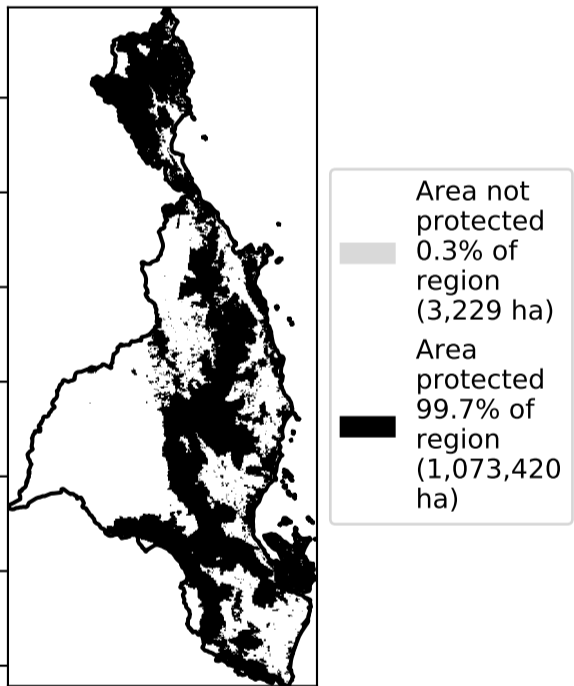 Area not
protected
0.3% of
region
(3,229 ha)
Area
protected
99.7% of
region
(1,073,420
ha)